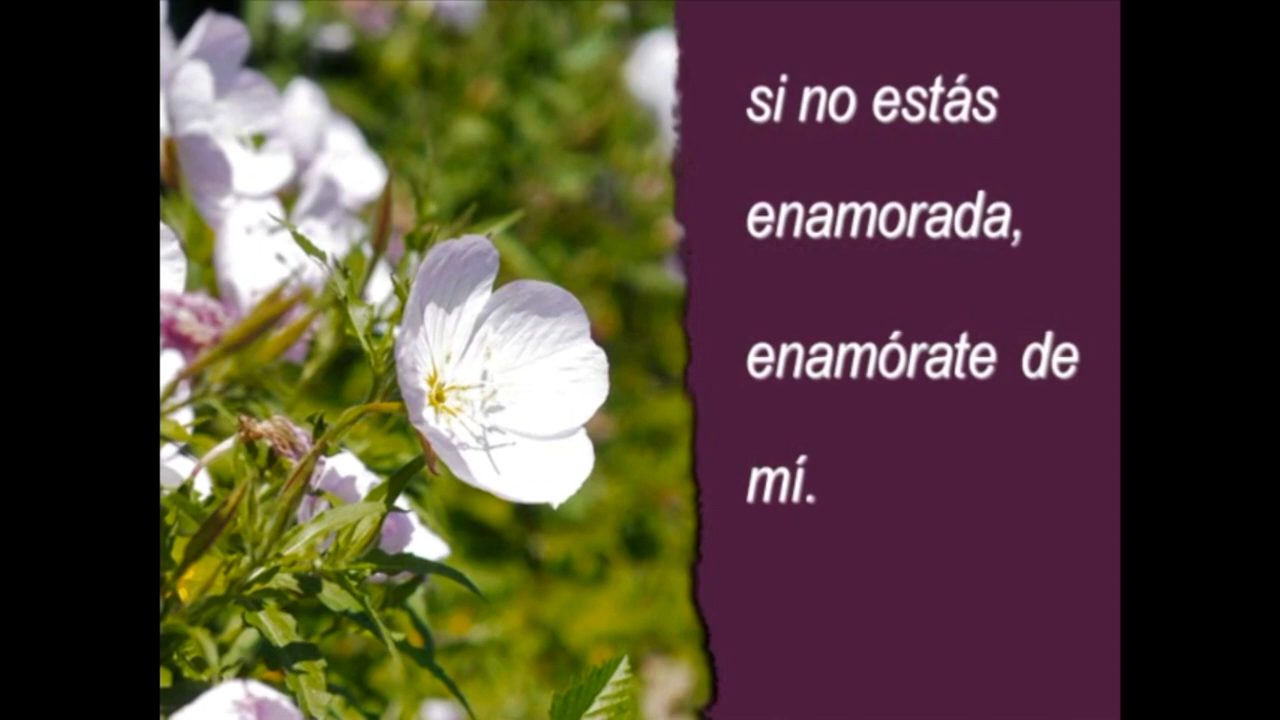 si no estás
enamorada,
enamórate de
mí.